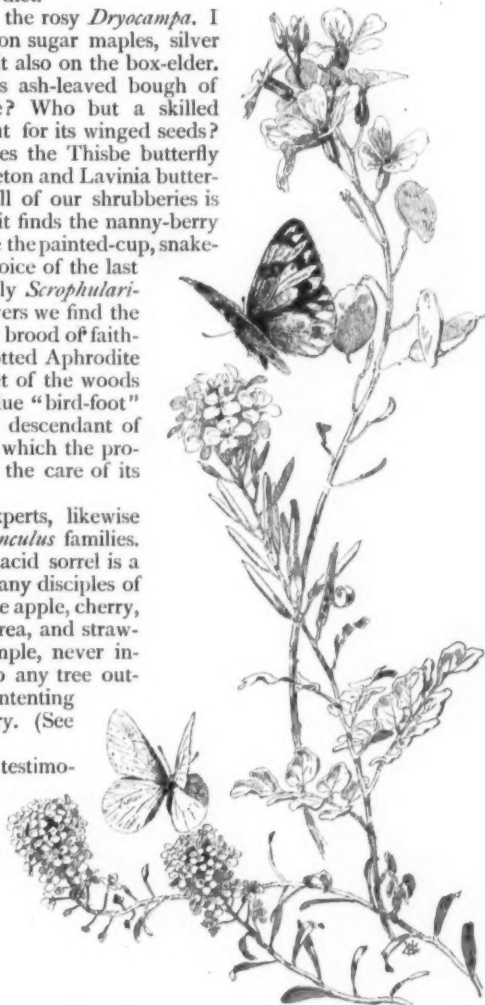 the rosy Dryocampa. I
on sugar maples, silver
t also on the box-elder.
s ash-leaved bough of
e? Who but a skilled
at for its winged seeds?
es the Thisbe butterfly
eton and Lavinia butter-
ll of our shrubberies is
it finds the nanny-berry
e the painted-cup, snake-
oice of the last
ly Scrophulari-
ers we find the
brood of faith-
otted Aphrodite
et of the woods
lue "bird-foot"
descendant of
which the pro-
the care of its
xperts, likewise
nculus families.
acid sorrel is a
any disciples of
e apple, cherry,
rea, and straw-
mple, never in-
o any tree out-
ntenting
ry. (See
testimo-